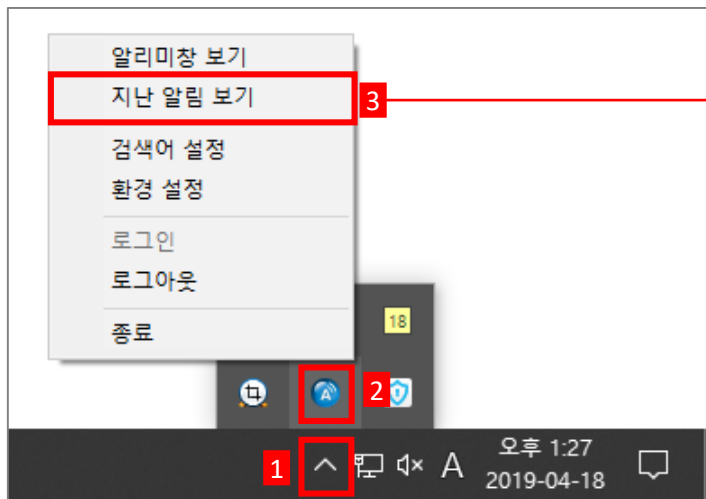 알리미창 보기
지난 알림 보기
3
검색어 설정
환경 설정
로그인
로그아웃
종료
18
A
2
1
A
오후 1:27
2019-04-18